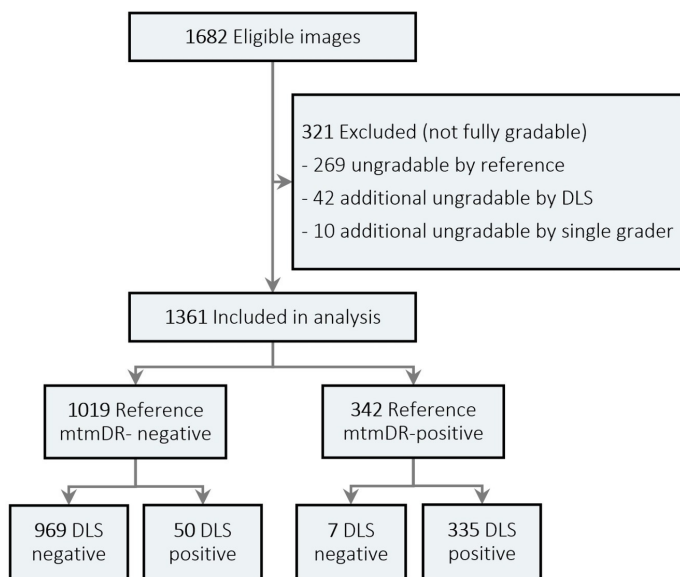 1682 Eligible images
321 Excluded (not fully gradable)
- 269 ungradable by reference
- 42 additional ungradable by DLS
- 10 additional ungradable by single grader
1361 Included in analysis
1019 Reference
mtmDR- negative
342 Reference
mtmDR-positive
969 DLS
negative
50 DLS
positive
7 DLS
negative
335 DLS
positive